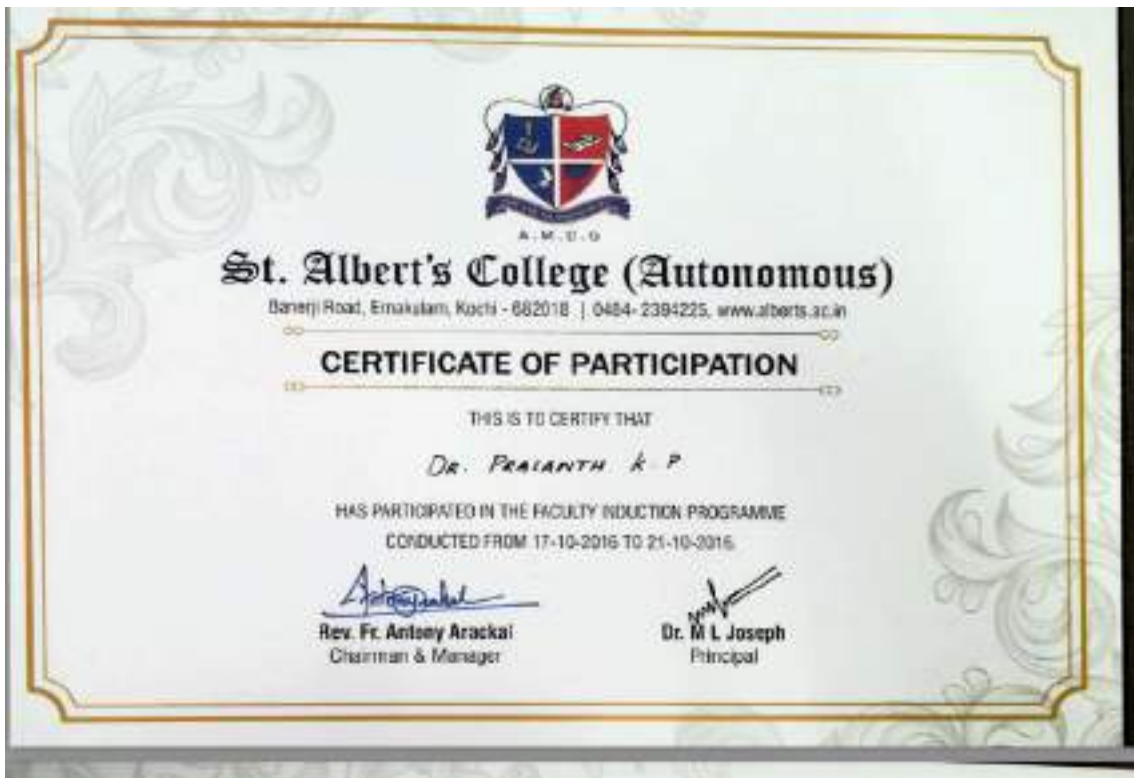 A.M.D.G
St. Albert's College (Autonomous)
Banerji Road, Ernakulam, Kochi - 682018 | 0484- 2394225, www.alberts.ac.in
CERTIFICATE OF PARTICIPATION
THIS IS TO CERTIFY THAT
DR. PRASANTH K P
HAS PARTICIPATED IN THE FACULTY INDUCTION PROGRAMME
CONDUCTED FROM 17-10-2016 TO 21-10-2016.
Rev. Fr. Antony Arackal
Chairman & Manager
Dr. M L Joseph
Principal